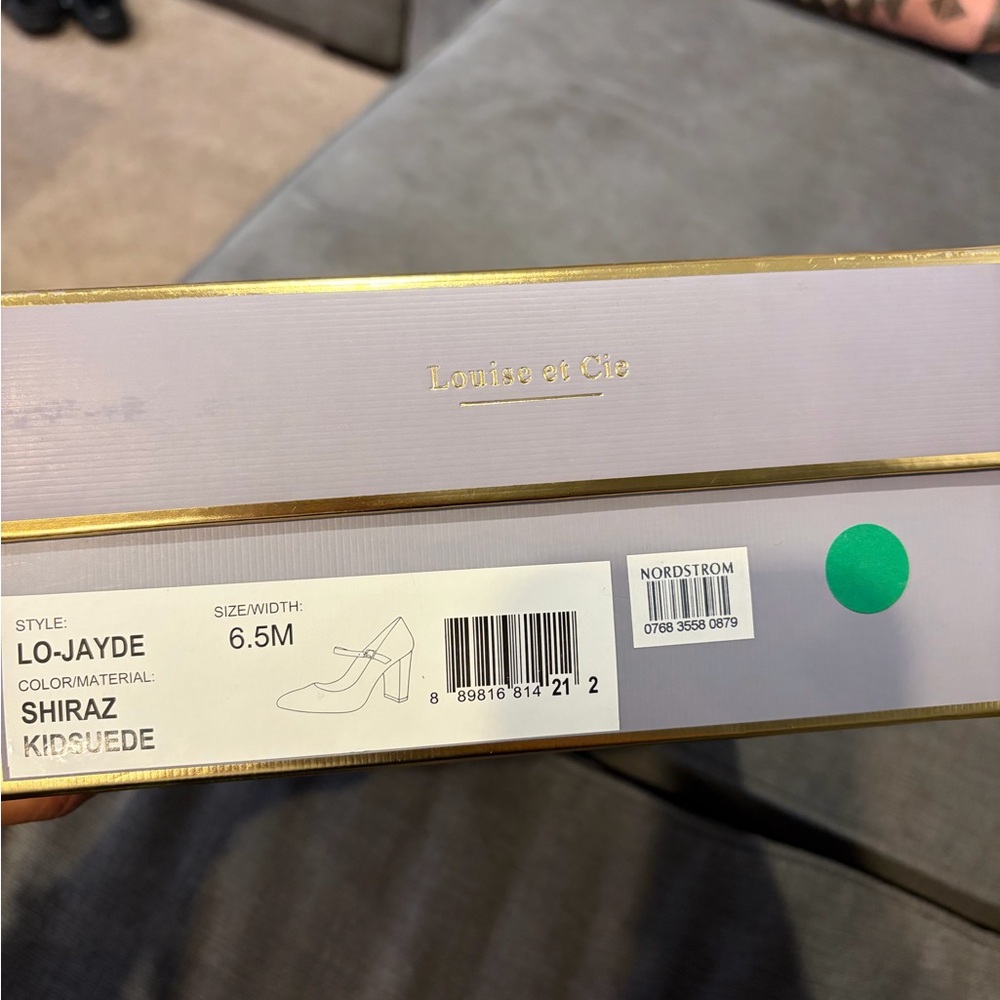 Louise et Cie
STYLE:
LO-JAYDE
COLOR/MATERIAL:
SHIRAZ
KIDSUEDE
SIZE/WIDTH:
6.5M
8 89816 814 21 2
NORDSTROM
0768 3558 0879